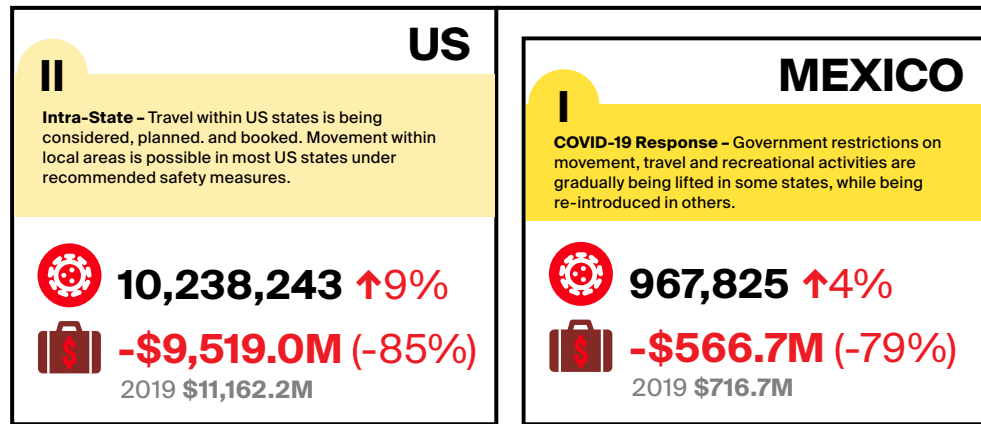 US
II
Intra-State – Travel within US states is being
considered, planned. and booked. Movement within
local areas is possible in most US states under
recommended safety measures.
10,238,243 ↑9%
$
-$9,519.0M (-85%)
2019 $11,162.2M
MEXICO
I
COVID-19 Response – Government restrictions on
movement, travel and recreational activities are
gradually being lifted in some states, while being
re-introduced in others.
967,825 ↑4%
$
-$566.7M (-79%)
2019 $716.7M